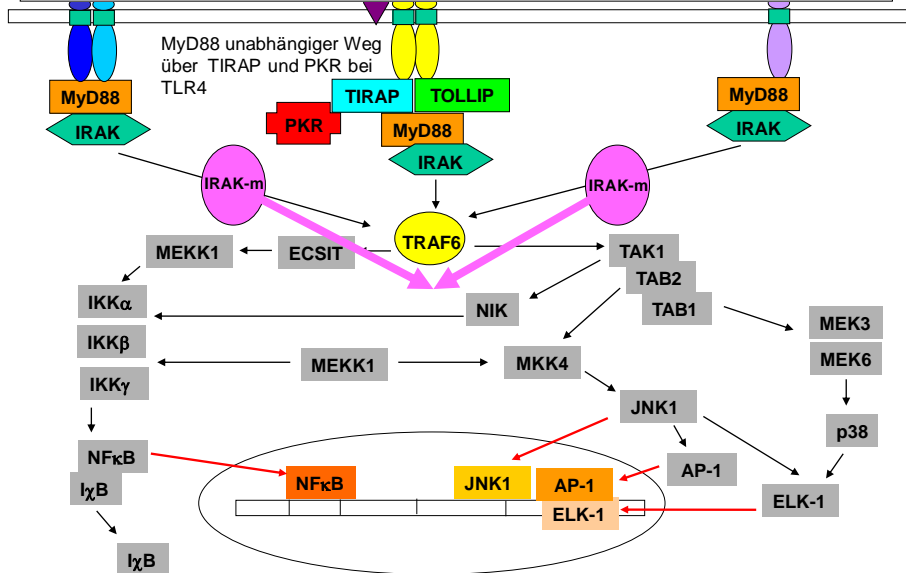 MyD88 unabhängiger Weg
über TIRAP und PKR bei
TLR4
MyD88
IRAK
TIRAP
TOLLIP
PKR
MyD88
IRAK
MyD88
IRAK
IRAK-m
IRAK-m
TRAF6
MEKK1
ECSIT
TAK1
TAB2
TAB1
IKKα
NIK
MEK3
IKKβ
MEKK1
MKK4
MEK6
IKKγ
JNK1
p38
NFκB
IχB
NFκB
JNK1
AP-1
AP-1
ELK-1
ELK-1
IχB